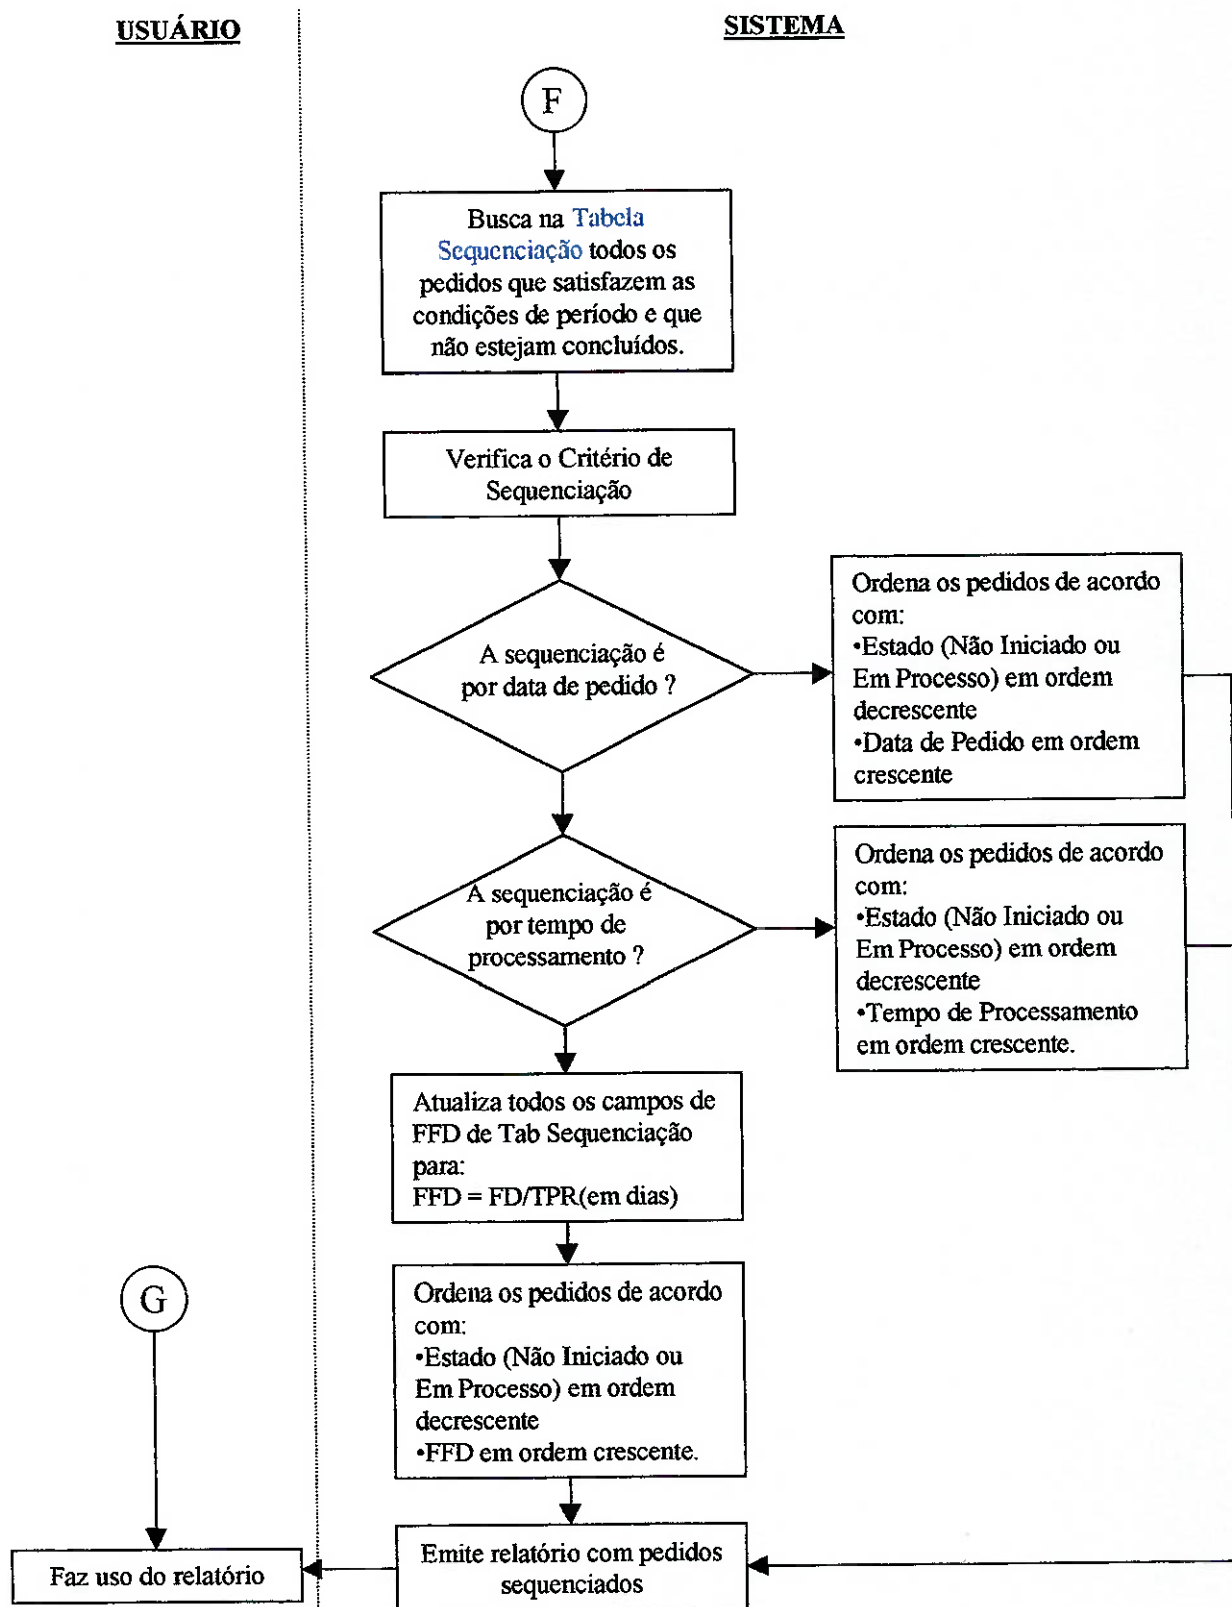 USUÁRIO
SISTEMA
F
Busca na Tabela
Sequenciação todos os
pedidos que satisfazem as
condições de período e que
não estejam concluídos.
Verifica o Critério de
Sequenciação
A sequenciação é
por data de pedido ?
Ordena os pedidos de acordo
com:
•Estado (Não Iniciado ou
Em Processo) em ordem
decrescente
•Data de Pedido em ordem
crescente
A sequenciação é
por tempo de
processamento ?
Ordena os pedidos de acordo
com:
•Estado (Não Iniciado ou
Em Processo) em ordem
decrescente
•Tempo de Processamento
em ordem crescente.
Atualiza todos os campos de
FFD de Tab Sequenciação
para:
FFD = FD/TPR(em dias)
G
Ordena os pedidos de acordo
com:
•Estado (Não Iniciado ou
Em Processo) em ordem
decrescente
•FFD em ordem crescente.
Faz uso do relatório
Emite relatório com pedidos
sequenciados